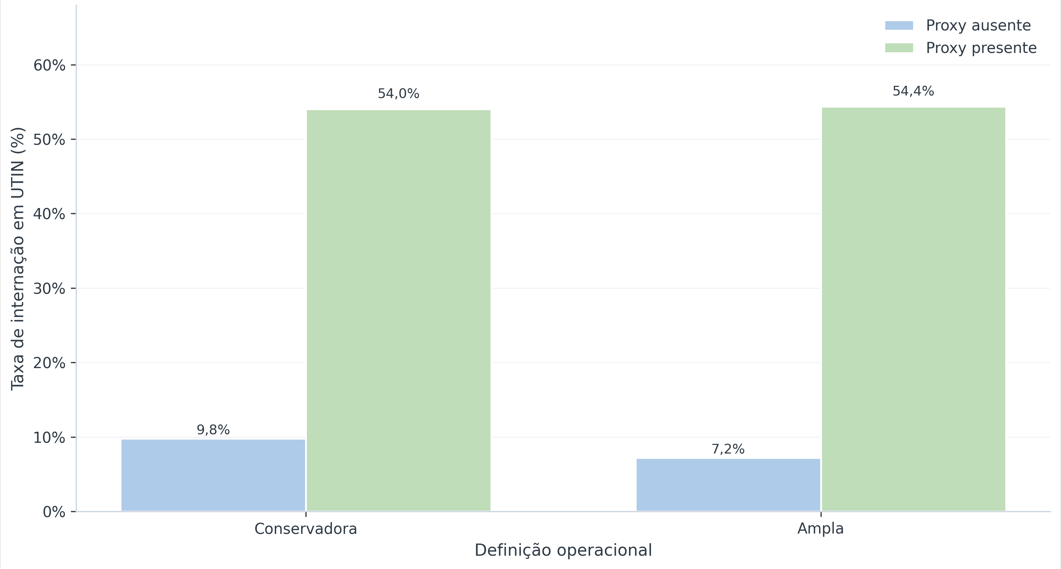 Proxy ausente
Proxy presente
Taxa de internação em UTIN (%)
60%
50%
40%
30%
20%
10%
0%
9,8%
54,0%
7,2%
54,4%
Conservadora
Ampla
Definição operacional